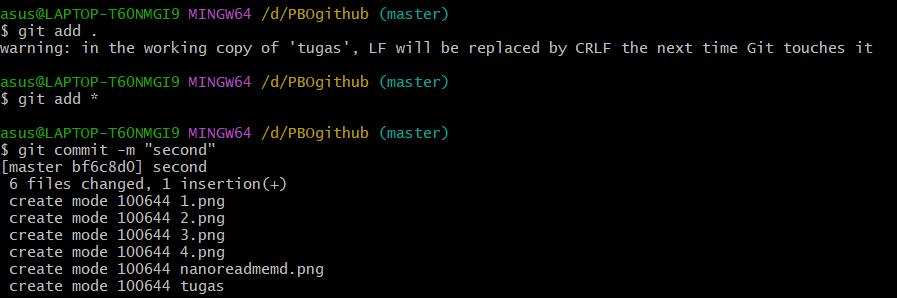 asus@LAPTOP-T60NMGI9 MINGW64 /d/PBOgithub (master)
$ git add .
warning: in the working copy of 'tugas', LF will be replaced by CRLF the next time Git touches it
asus@LAPTOP-T60NMGI9 MINGW64 /d/PBOgithub (master)
$ git add *
asus@LAPTOP-T60NMGI9 MINGW64 /d/PBOgithub (master)
$ git commit -m "second"
[master bf6c8d0] second
 6 files changed, 1 insertion(+)
 create mode 100644 1.png
 create mode 100644 2.png
 create mode 100644 3.png
 create mode 100644 4.png
 create mode 100644 nanoreadmemd.png
 create mode 100644 tugas